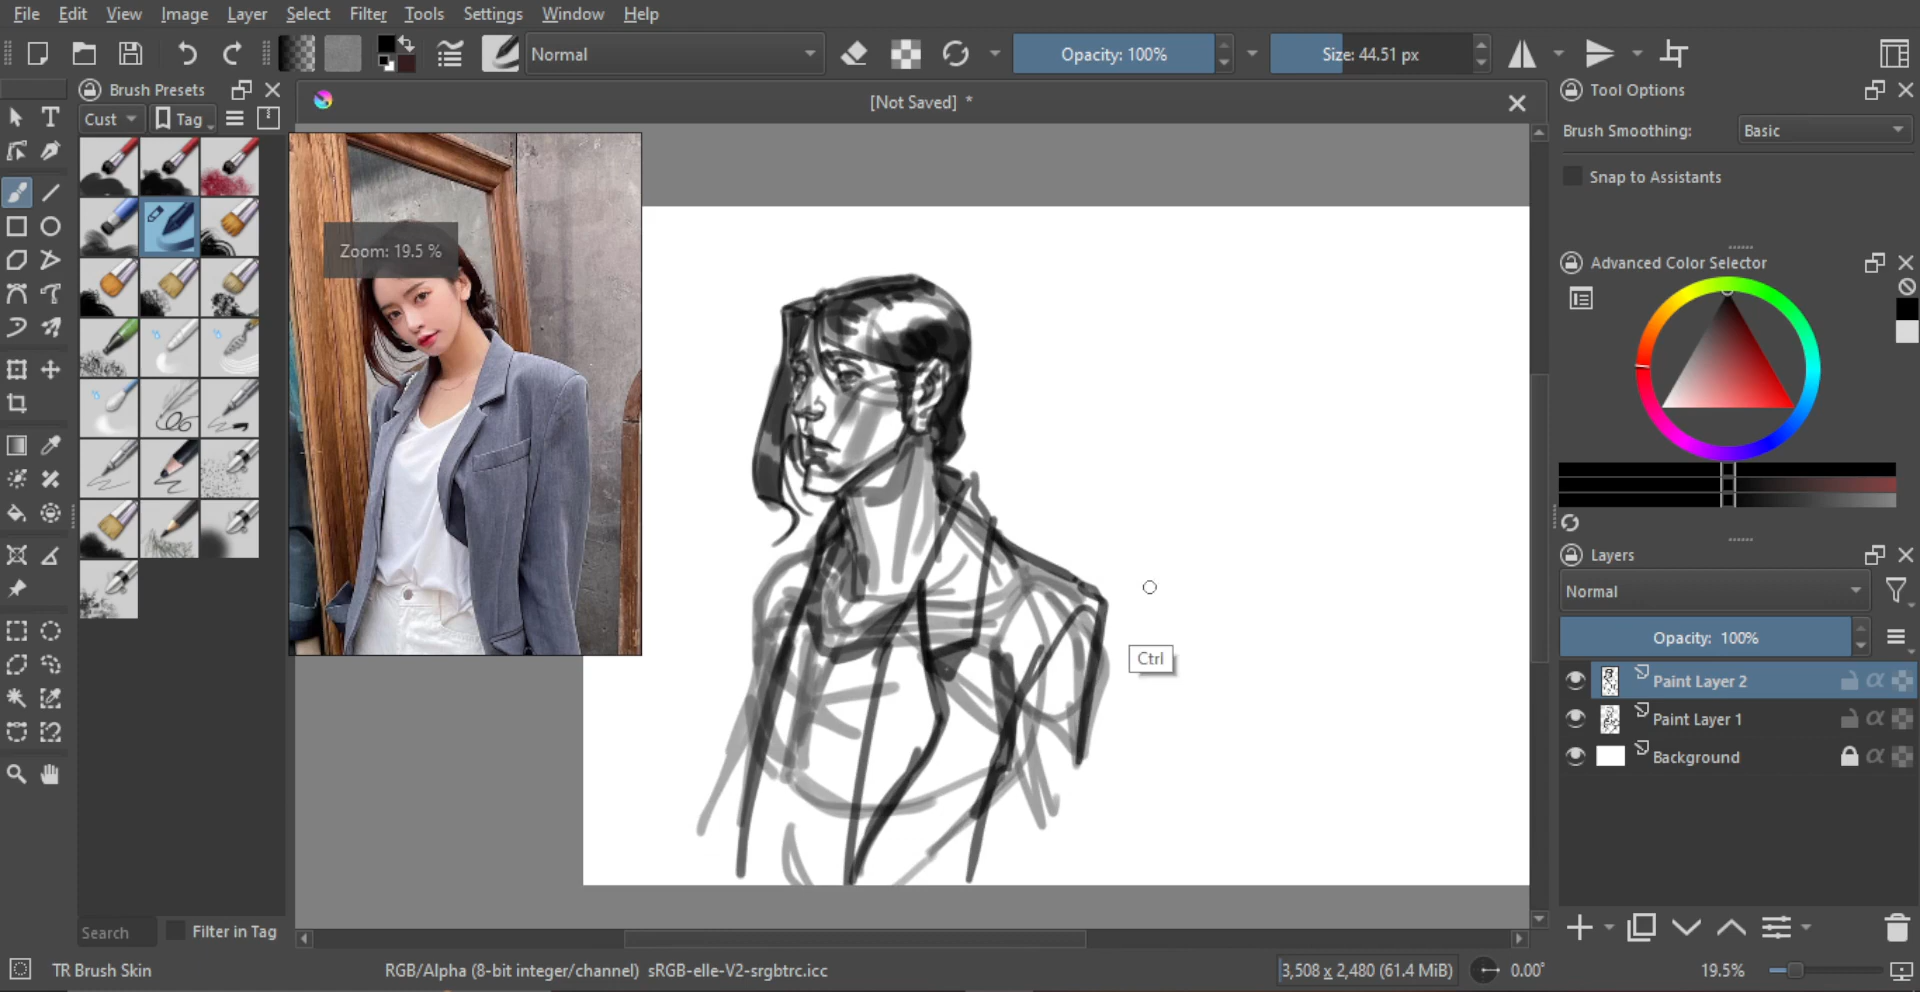 File Edit View Image Layer Select Filter Tools Settings Window Help
Normal Opacity: 100% Size: 44.51 px
Brush Presets
Cust Tag
[Not Saved] *
Tool Options
Brush Smoothing: Basic
Snap to Assistants
Zoom: 19.5 %
Advanced Color Selector
Ctrl
Layers
Normal
Opacity: 100%
Paint Layer 2
Paint Layer 1
Background
Search Filter in Tag
TR Brush Skin RGB/Alpha (8-bit integer/channel) sRGB-elle-V2-srgbtrc.icc 3,508 x 2,480 (61.4 MiB) 0.00° 19.5%